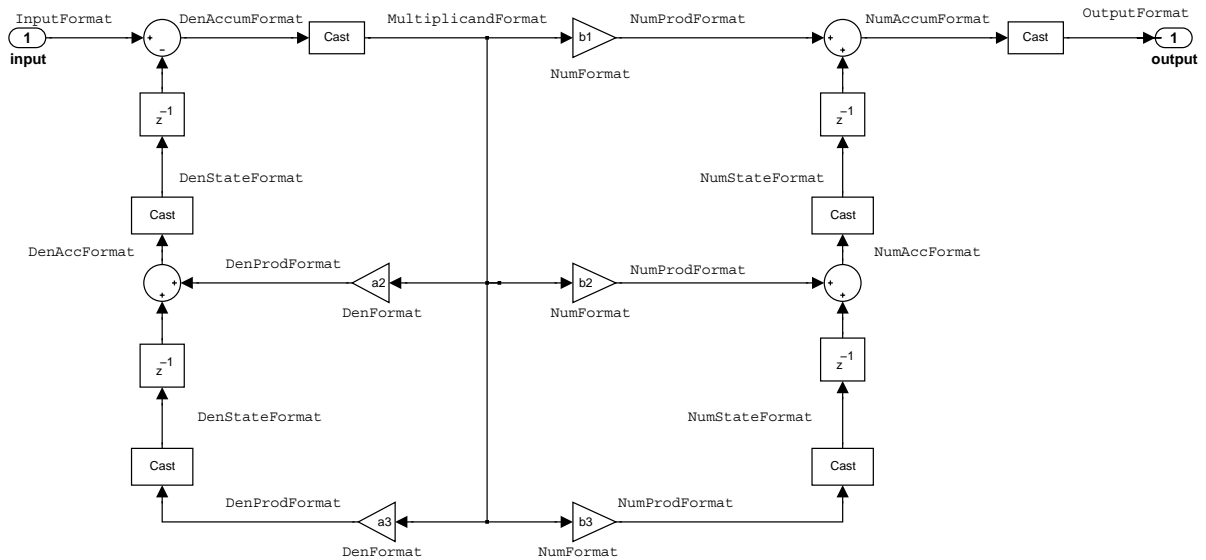 InputFormat
DenAccumFormat
MultiplicandFormat
NumProdFormat
NumAccumFormat
OutputFormat
1
input
+
−
Cast
b1
NumFormat
+
+
Cast
1
output
z−1
z−1
DenStateFormat
NumStateFormat
Cast
Cast
DenAccFormat
NumAccFormat
DenProdFormat
NumProdFormat
+
+
a2
b2
+
+
DenFormat
NumFormat
z−1
z−1
DenStateFormat
NumStateFormat
Cast
Cast
DenProdFormat
NumProdFormat
a3
b3
DenFormat
NumFormat